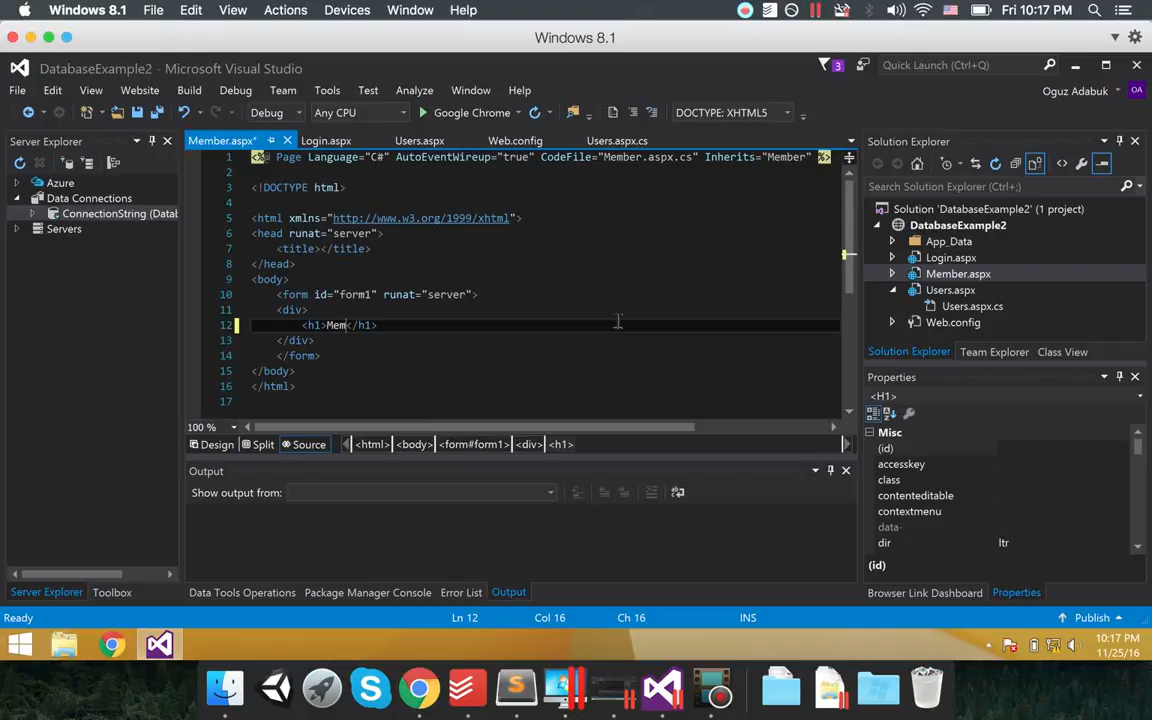 Windows 8.1 File Edit View Actions Devices Window Help Fri 10:17 PM
Windows 8.1
DatabaseExample2 - Microsoft Visual Studio 3 Quick Launch (Ctrl+Q)
File Edit View Website Build Debug Team Tools Test Analyze Window Help Oguz Adabuk OA
Debug Any CPU Google Chrome DOCTYPE: XHTML5
Server Explorer
Azure
Data Connections
ConnectionString (Datab
Servers
Member.aspx* Login.aspx Users.aspx Web.config Users.aspx.cs
1 <%@ Page Language="C#" AutoEventWireup="true" CodeFile="Member.aspx.cs" Inherits="Member" %>
2
3 <!DOCTYPE html>
4
5 <html xmlns="http://www.w3.org/1999/xhtml">
6 <head runat="server">
7 <title></title>
8 </head>
9 <body>
10 <form id="form1" runat="server">
11 <div>
12 <h1>Mem</h1>
13 </div>
14 </form>
15 </body>
16 </html>
17
100 %
Design Split Source <html> <body> <form#form1> <div> <h1>
Output
Show output from:
Solution Explorer
Search Solution Explorer (Ctrl+;)
Solution 'DatabaseExample2' (1 project)
DatabaseExample2
App_Data
Login.aspx
Member.aspx
Users.aspx
Users.aspx.cs
Web.config
Solution Explorer Team Explorer Class View
Properties
<H1>
Misc
(id)
accesskey
class
contenteditable
contextmenu
data-
dir ltr
(id)
Server Explorer Toolbox Data Tools Operations Package Manager Console Error List Output Browser Link Dashboard Properties
Ready Ln 12 Col 16 Ch 16 INS Publish
10:17 PM
11/25/16